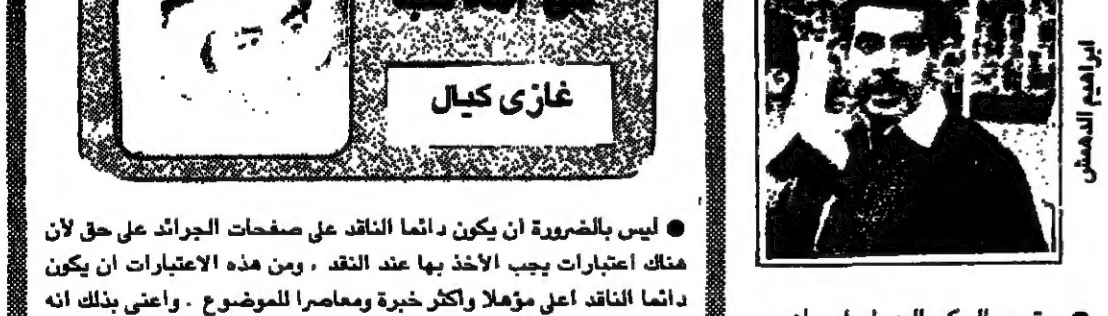 غازى كيال
● ليس بالضرورة ان يكون دائما الناقد على صفحات الجرائد على حق لأن
هناك اعتبارات يجب الأخذ بها عند النقد ، ومن هذه الاعتبارات ان يكون
دائما الناقد اعلى مؤهلا واكثر خبرة ومعاصرا للموضوع . واعنى بذلك انه
ابراهيم الدهمش